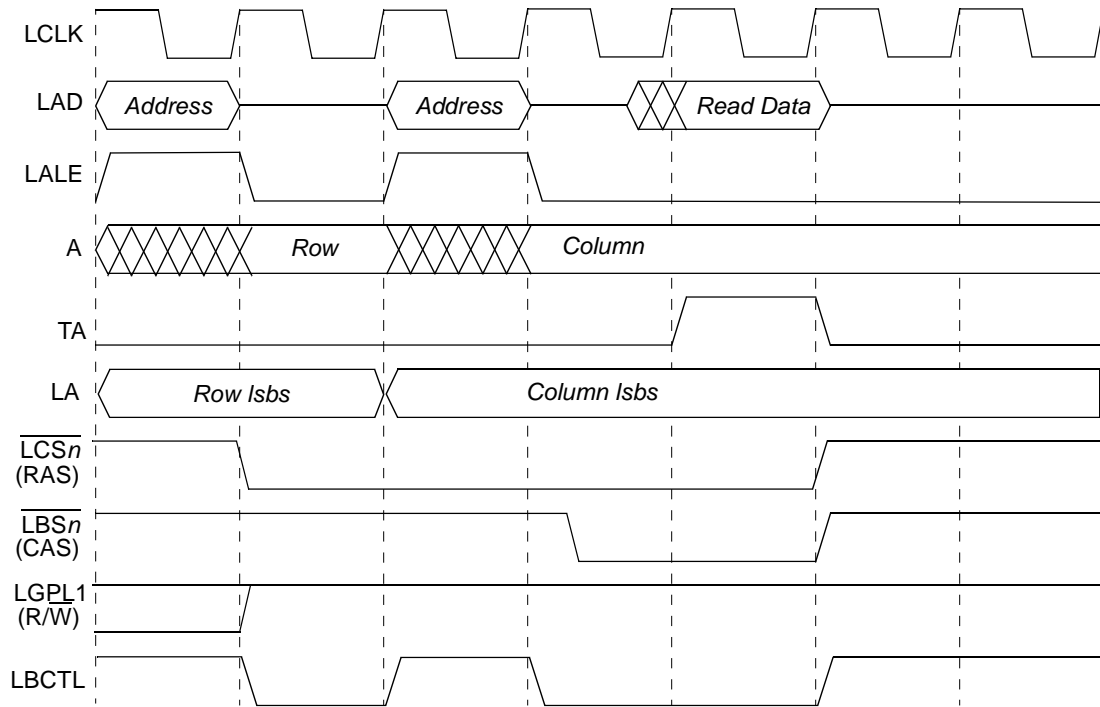 LCLK
LAD Address Address Read Data
LALE
A Row Column
TA
LA Row lsbs Column lsbs
LCSn
(RAS)
LBSn
(CAS)
LGPL1
(R/W)
LBCTL